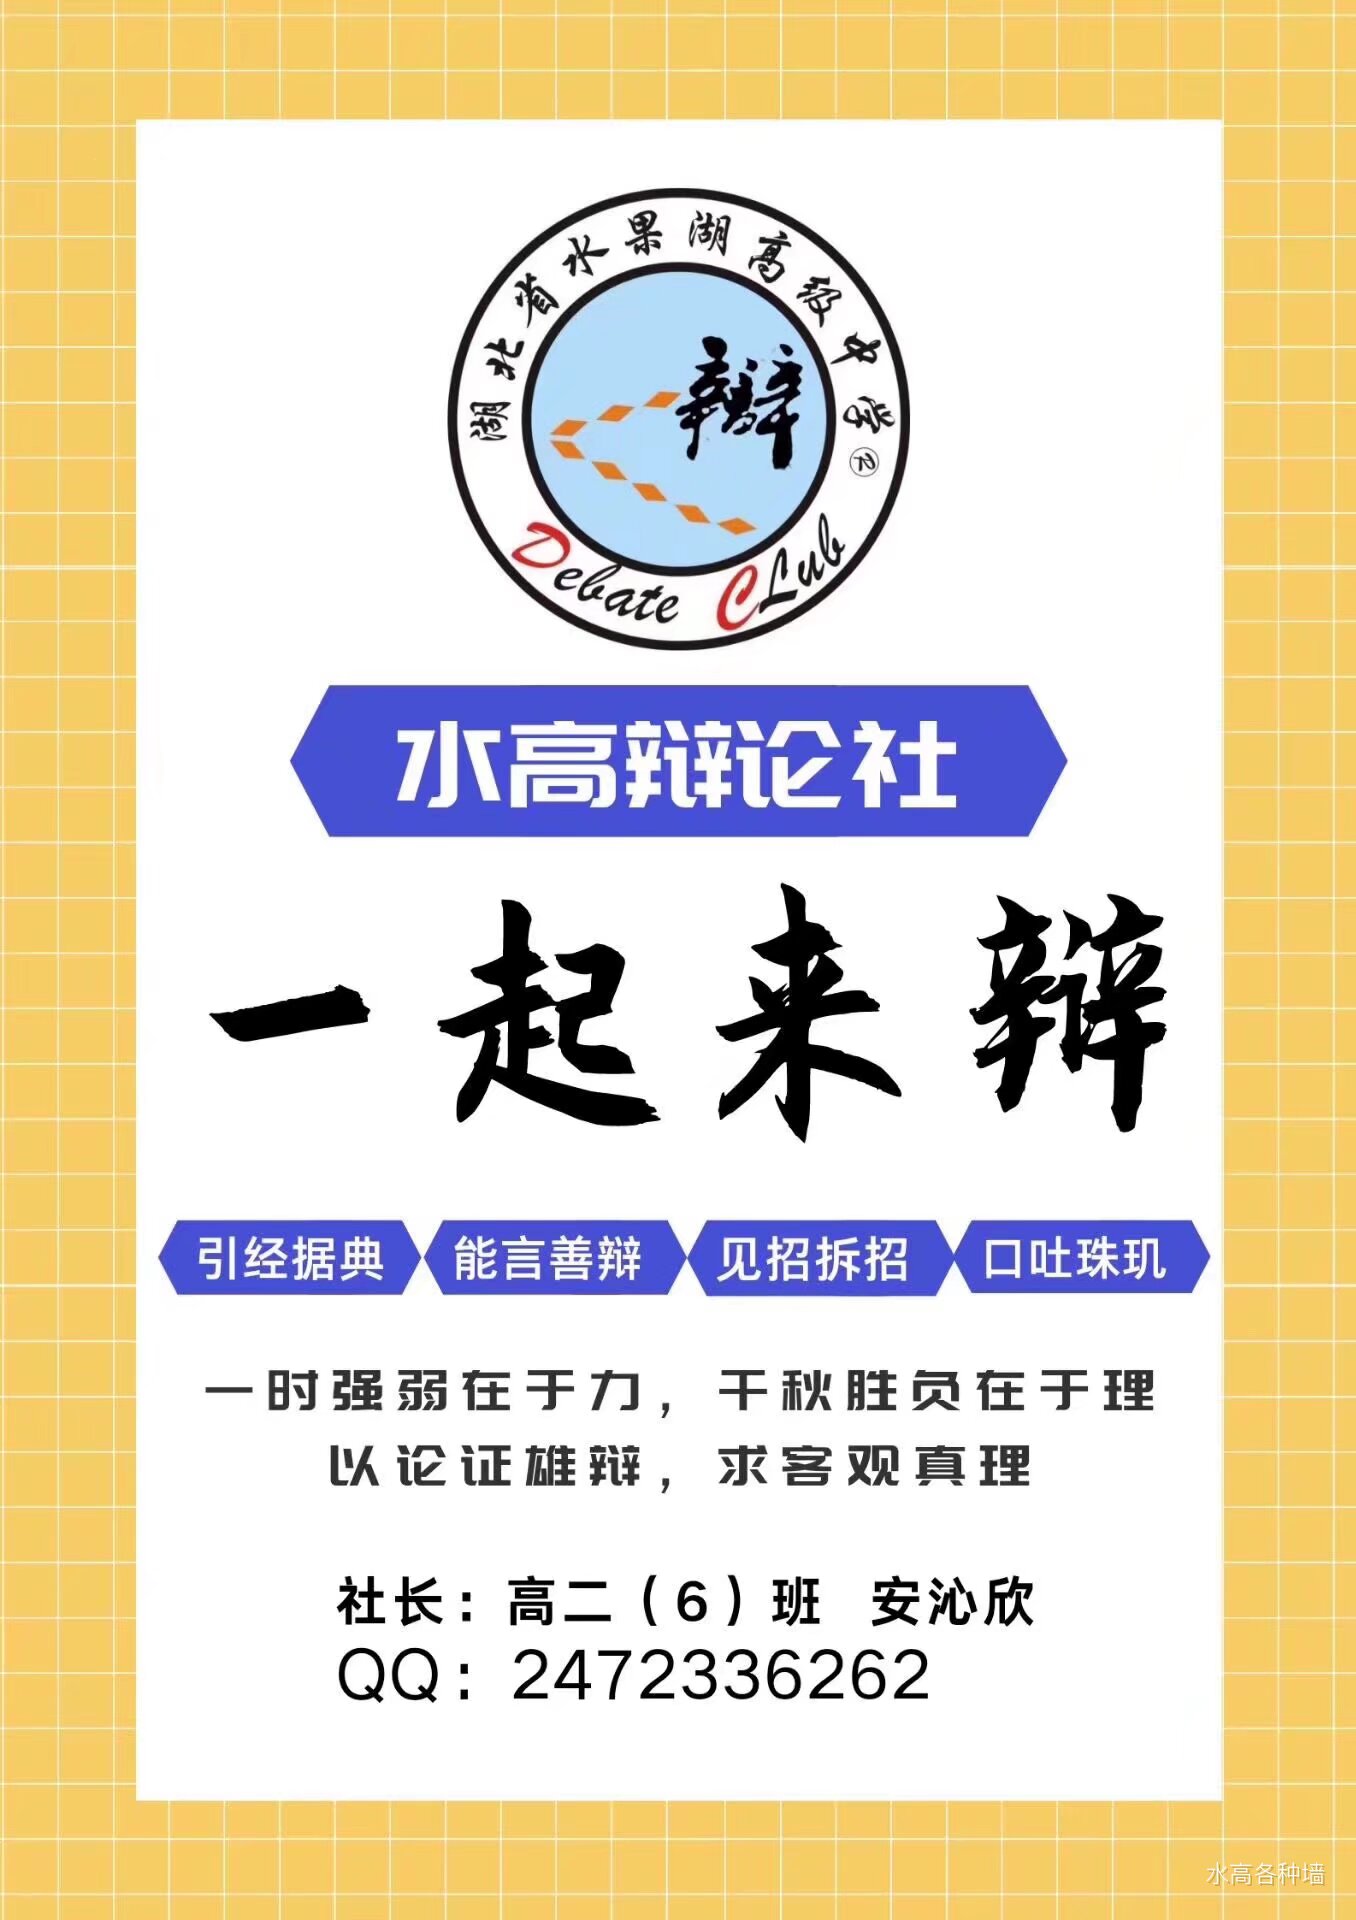 湖北省水果湖高级中学®
辩
Debate CLub
水高辩论社
一起来辩
引经据典 能言善辩 见招拆招 口吐珠玑
一时强弱在于力，千秋胜负在于理
以论证雄辩，求客观真理
社长：高二（6）班 安沁欣
QQ：2472336262
水高各种墙